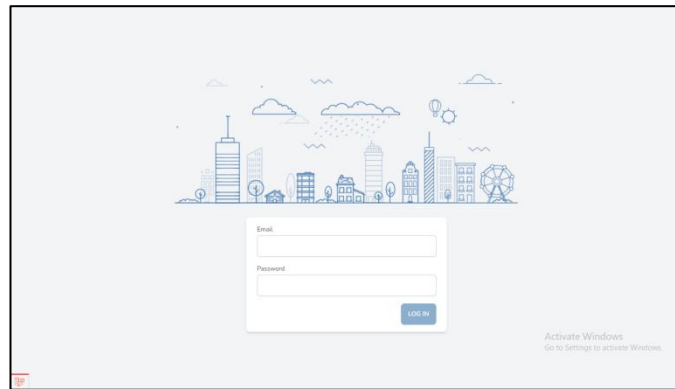 Email
Password
LOG IN
Activate Windows
Go to Settings to activate Windows.